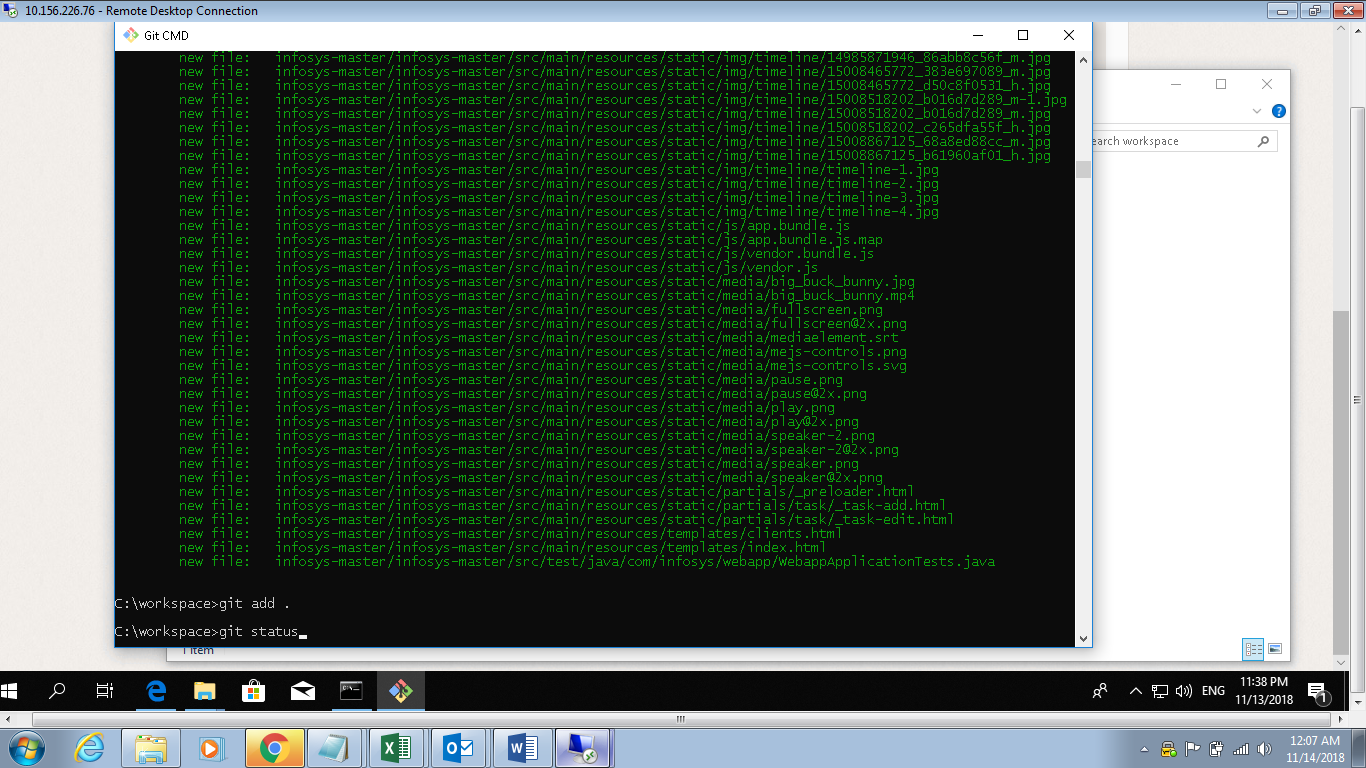 10.156.226.76 - Remote Desktop Connection
Git CMD
new file:   infosys-master/infosys-master/src/main/resources/static/img/timeline/14985871946_86abb8c56f_m.jpg
new file:   infosys-master/infosys-master/src/main/resources/static/img/timeline/15008465772_383e697089_m.jpg
new file:   infosys-master/infosys-master/src/main/resources/static/img/timeline/15008465772_d50c8f0531_h.jpg
new file:   infosys-master/infosys-master/src/main/resources/static/img/timeline/15008518202_b016d7d289_m-1.jpg
new file:   infosys-master/infosys-master/src/main/resources/static/img/timeline/15008518202_b016d7d289_m.jpg
new file:   infosys-master/infosys-master/src/main/resources/static/img/timeline/15008518202_c265dfa55f_h.jpg
new file:   infosys-master/infosys-master/src/main/resources/static/img/timeline/15008867125_68a8ed88cc_m.jpg
new file:   infosys-master/infosys-master/src/main/resources/static/img/timeline/15008867125_b61960af01_h.jpg
new file:   infosys-master/infosys-master/src/main/resources/static/img/timeline/timeline-1.jpg
new file:   infosys-master/infosys-master/src/main/resources/static/img/timeline/timeline-2.jpg
new file:   infosys-master/infosys-master/src/main/resources/static/img/timeline/timeline-3.jpg
new file:   infosys-master/infosys-master/src/main/resources/static/img/timeline/timeline-4.jpg
new file:   infosys-master/infosys-master/src/main/resources/static/js/app.bundle.js
new file:   infosys-master/infosys-master/src/main/resources/static/js/app.bundle.js.map
new file:   infosys-master/infosys-master/src/main/resources/static/js/vendor.bundle.js
new file:   infosys-master/infosys-master/src/main/resources/static/js/vendor.js
new file:   infosys-master/infosys-master/src/main/resources/static/media/big_buck_bunny.jpg
new file:   infosys-master/infosys-master/src/main/resources/static/media/big_buck_bunny.mp4
new file:   infosys-master/infosys-master/src/main/resources/static/media/fullscreen.png
new file:   infosys-master/infosys-master/src/main/resources/static/media/fullscreen@2x.png
new file:   infosys-master/infosys-master/src/main/resources/static/media/mediaelement.srt
new file:   infosys-master/infosys-master/src/main/resources/static/media/mejs-controls.png
new file:   infosys-master/infosys-master/src/main/resources/static/media/mejs-controls.svg
new file:   infosys-master/infosys-master/src/main/resources/static/media/pause.png
new file:   infosys-master/infosys-master/src/main/resources/static/media/pause@2x.png
new file:   infosys-master/infosys-master/src/main/resources/static/media/play.png
new file:   infosys-master/infosys-master/src/main/resources/static/media/play@2x.png
new file:   infosys-master/infosys-master/src/main/resources/static/media/speaker-2.png
new file:   infosys-master/infosys-master/src/main/resources/static/media/speaker-2@2x.png
new file:   infosys-master/infosys-master/src/main/resources/static/media/speaker.png
new file:   infosys-master/infosys-master/src/main/resources/static/media/speaker@2x.png
new file:   infosys-master/infosys-master/src/main/resources/static/partials/_preloader.html
new file:   infosys-master/infosys-master/src/main/resources/static/partials/task/_task-add.html
new file:   infosys-master/infosys-master/src/main/resources/static/partials/task/_task-edit.html
new file:   infosys-master/infosys-master/src/main/resources/templates/clients.html
new file:   infosys-master/infosys-master/src/main/resources/templates/index.html
new file:   infosys-master/infosys-master/src/test/java/com/infosys/webapp/WebappApplicationTests.java
C:\workspace>git add .
C:\workspace>git status
earch workspace
1 item
ENG
11:38 PM
11/13/2018
1
12:07 AM
11/14/2018